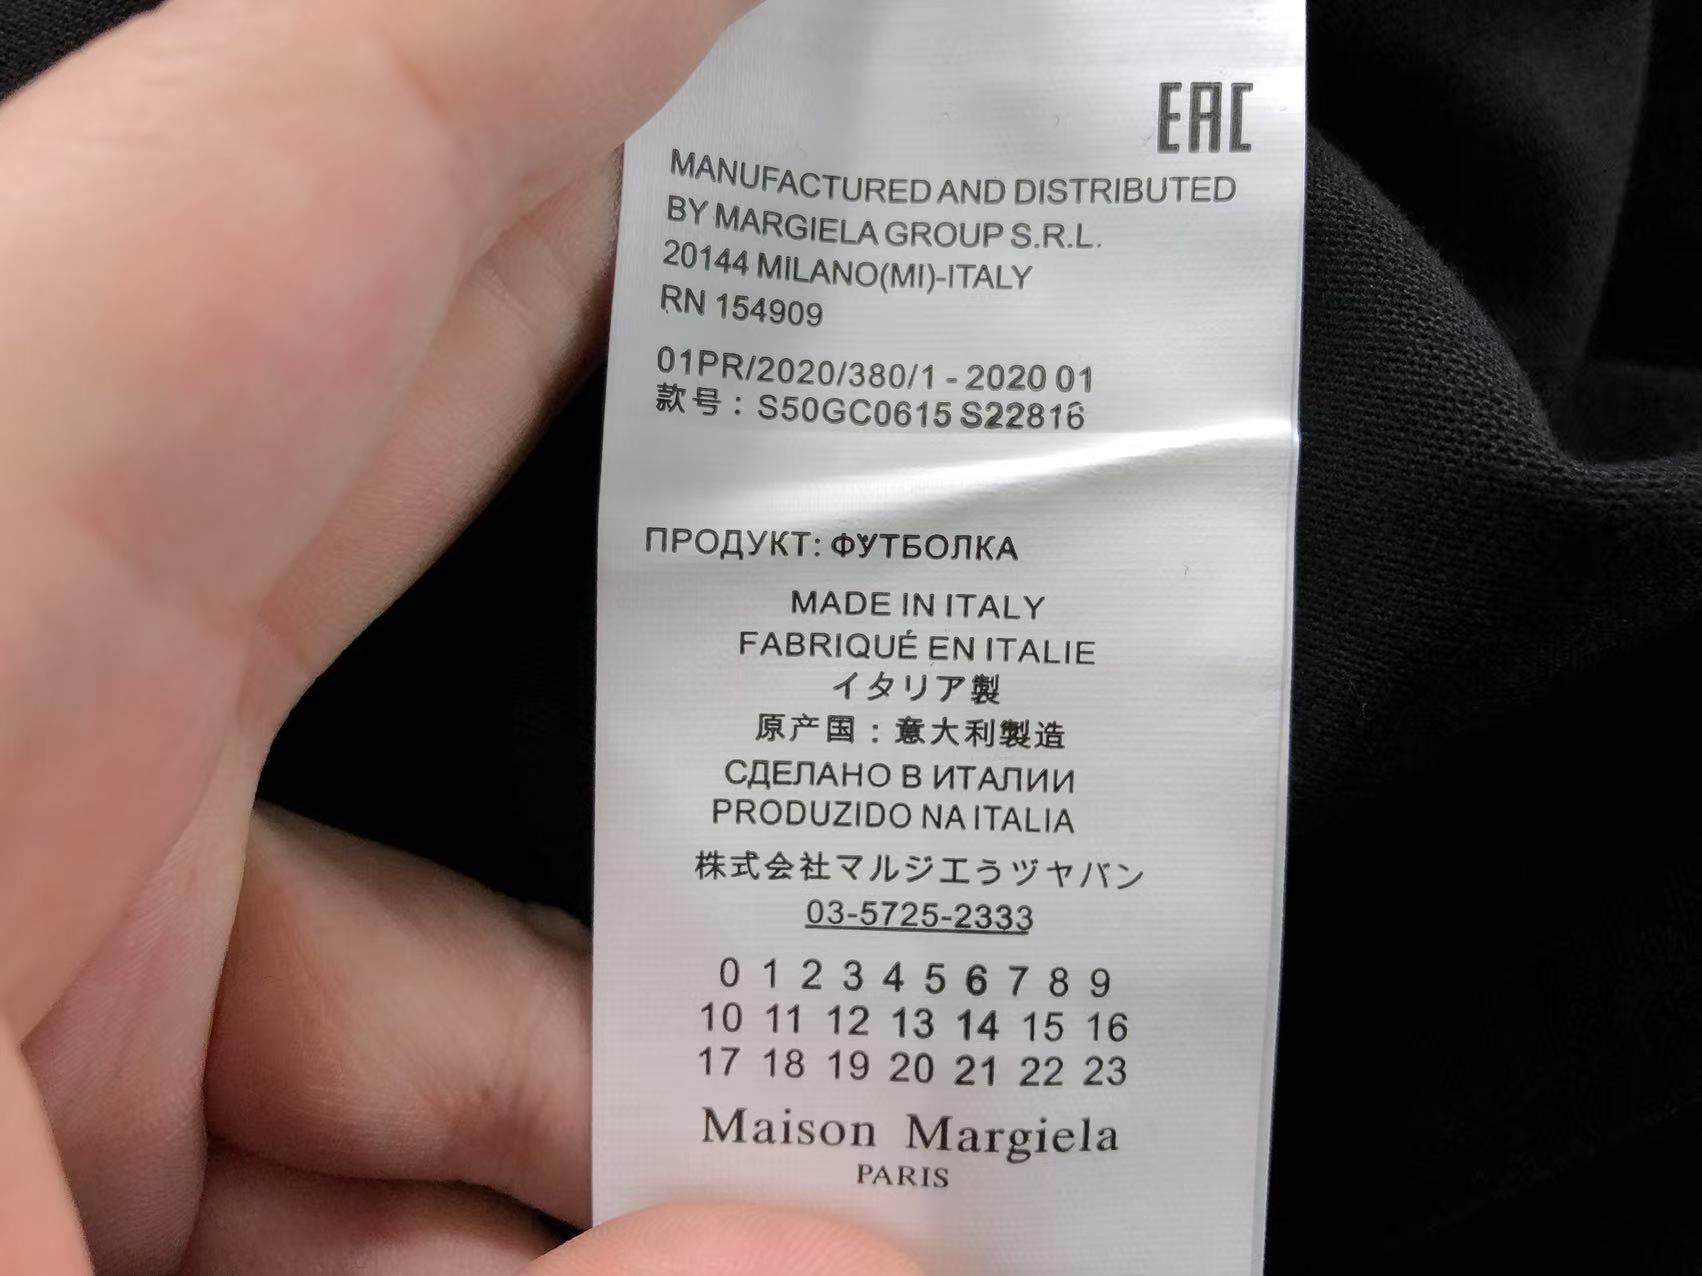 EAC
MANUFACTURED AND DISTRIBUTED
BY MARGIELA GROUP S.R.L.
20144 MILANO(MI)-ITALY
RN 154909
01PR/2020/380/1 - 2020 01
款号：S50GC0615 S22816
ПРОДУКТ: ФУТБОЛКА
MADE IN ITALY
FABRIQUÉ EN ITALIE
イタリア製
原产国：意大利製造
СДЕЛАНО В ИТАЛИИ
PRODUZIDO NA ITALIA
株式会社マルジエうヅヤバン
03-5725-2333
0 1 2 3 4 5 6 7 8 9
10 11 12 13 14 15 16
17 18 19 20 21 22 23
Maison Margiela
PARIS